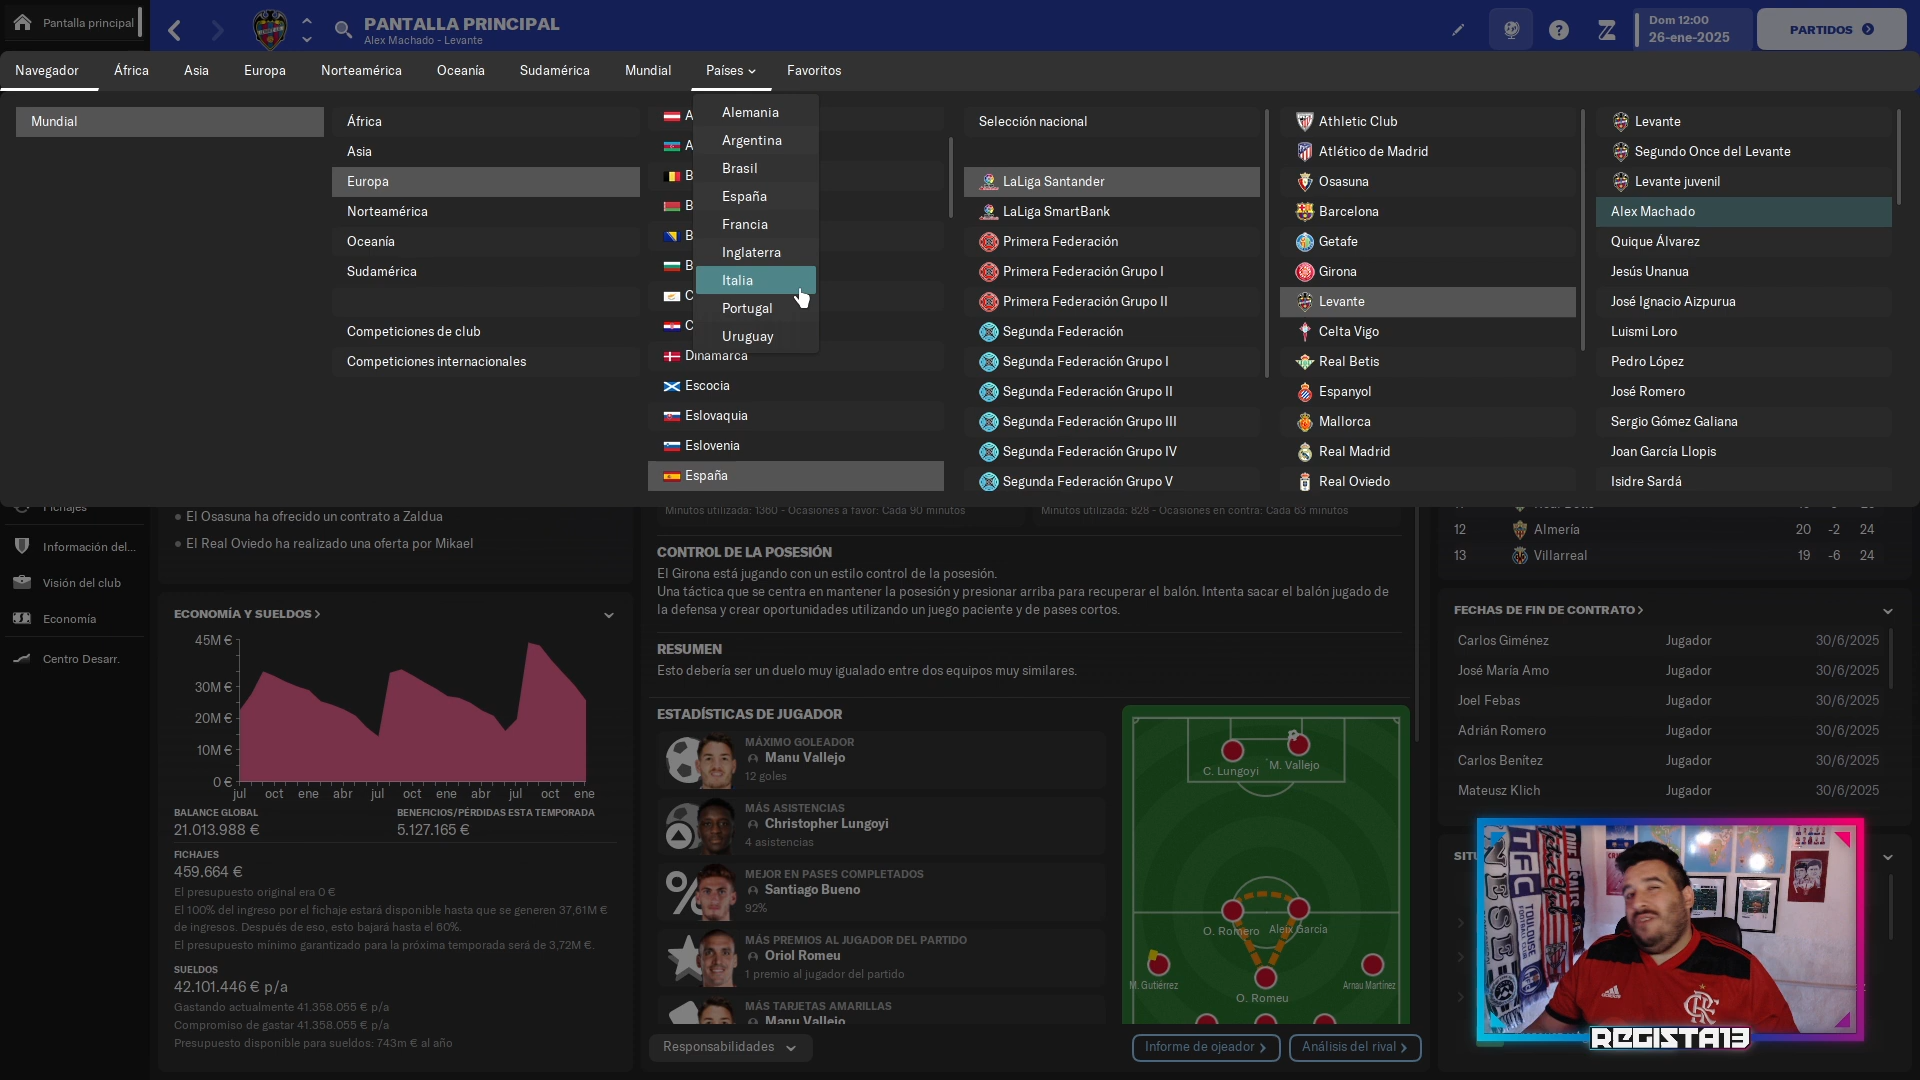 Pantalla principal
PANTALLA PRINCIPAL
Alex Machado - Levante
Dom 12:00
26-ene-2025
PARTIDOS
Navegador
África
Asia
Europa
Norteamérica
Oceanía
Sudamérica
Mundial
Países
Favoritos
Mundial
África
Asia
Europa
Norteamérica
Oceanía
Sudamérica
Competiciones de club
Competiciones internacionales
A
A
B
B
B
B
C
C
Dinamarca
Escocia
Eslovaquia
Eslovenia
España
Alemania
Argentina
Brasil
España
Francia
Inglaterra
Italia
Portugal
Uruguay
Selección nacional
LaLiga Santander
LaLiga SmartBank
Primera Federación
Primera Federación Grupo I
Primera Federación Grupo II
Segunda Federación
Segunda Federación Grupo I
Segunda Federación Grupo II
Segunda Federación Grupo III
Segunda Federación Grupo IV
Segunda Federación Grupo V
Athletic Club
Atlético de Madrid
Osasuna
Barcelona
Getafe
Girona
Levante
Celta Vigo
Real Betis
Espanyol
Mallorca
Real Madrid
Real Oviedo
Levante
Segundo Once del Levante
Levante juvenil
Alex Machado
Quique Álvarez
Jesús Unanua
José Ignacio Aizpurua
Luismi Loro
Pedro López
José Romero
Sergio Gómez Galiana
Joan García Llopis
Isidre Sardá
Fichajes
Información del...
Visión del club
Economía
Centro Desarr.
El Osasuna ha ofrecido un contrato a Zaldua
El Real Oviedo ha realizado una oferta por Mikael
ECONOMÍA Y SUELDOS
45M €
30M €
20M €
10M €
0 €
jul oct ene abr jul oct ene abr jul oct ene
BALANCE GLOBAL
21.013.988 €
BENEFICIOS/PÉRDIDAS ESTA TEMPORADA
5.127.165 €
FICHAJES
459.664 €
El presupuesto original era 0 €
El 100% del ingreso por el fichaje estará disponible hasta que se generen 37,61M €
de ingresos. Después de eso, esto bajará hasta el 60%.
El presupuesto mínimo garantizado para la próxima temporada será de 3,72M €.
SUELDOS
42.101.446 € p/a
Gastando actualmente 41.358.055 € p/a
Compromiso de gastar 41.358.055 € p/a
Presupuesto disponible para sueldos: 743m € al año
Minutos utilizada: 1360 - Ocasiones a favor: Cada 90 minutos
Minutos utilizada: 828 - Ocasiones en contra: Cada 63 minutos
CONTROL DE LA POSESIÓN
El Girona está jugando con un estilo control de la posesión.
Una táctica que se centra en mantener la posesión y presionar arriba para recuperar el balón. Intenta sacar el balón jugado de
la defensa y crear oportunidades utilizando un juego paciente y de pases cortos.
RESUMEN
Esto debería ser un duelo muy igualado entre dos equipos muy similares.
ESTADÍSTICAS DE JUGADOR
MÁXIMO GOLEADOR
Manu Vallejo
12 goles
MÁS ASISTENCIAS
Christopher Lungoyi
4 asistencias
MEJOR EN PASES COMPLETADOS
Santiago Bueno
92%
MÁS PREMIOS AL JUGADOR DEL PARTIDO
Oriol Romeu
1 premio al jugador del partido
MÁS TARJETAS AMARILLAS
Manu Vallejo
C. Lungoyi
M. Vallejo
O. Romero
Aleix García
M. Gutiérrez
O. Romeu
Arnau Martínez
Responsabilidades
Informe de ojeador
Análisis del rival
12 Almería 20 -2 24
13 Villarreal 19 -6 24
FECHAS DE FIN DE CONTRATO
Carlos Giménez Jugador 30/6/2025
José María Amo Jugador 30/6/2025
Joel Febas Jugador 30/6/2025
Adrián Romero Jugador 30/6/2025
Carlos Benítez Jugador 30/6/2025
Mateusz Klich Jugador 30/6/2025
SITU
TFC
TOULOUSE
REGISTA13